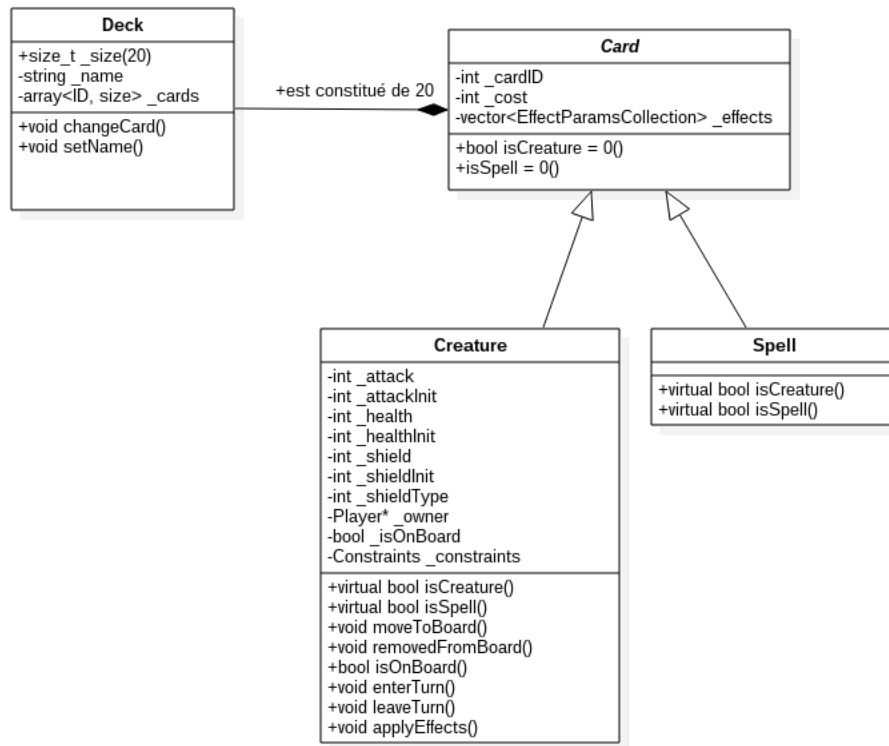 Deck
+size_t _size(20)
-string _name
-array<ID, size> _cards
+void changeCard()
+void setName()
+est constitué de 20
Card
-int _cardID
-int _cost
-vector<EffectParamsCollection> _effects
+bool isCreature = 0()
+isSpell = 0()
Creature
-int _attack
-int _attackInit
-int _health
-int _healthInit
-int _shield
-int _shieldInit
-int _shieldType
-Player* _owner
-bool _isOnBoard
-Constraints _constraints
+virtual bool isCreature()
+virtual bool isSpell()
+void moveToBoard()
+void removedFromBoard()
+bool isOnBoard()
+void enterTurn()
+void leaveTurn()
+void applyEffects()
Spell
+virtual bool isCreature()
+virtual bool isSpell()